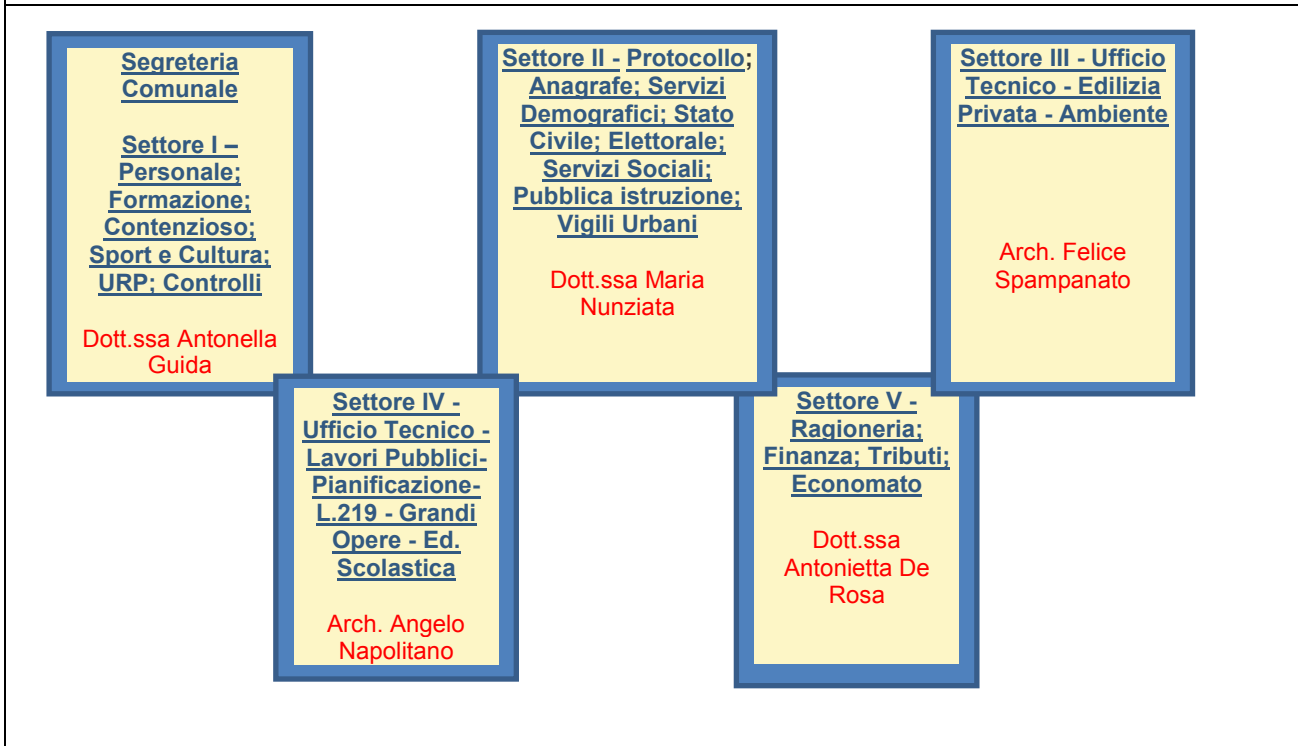 Segreteria
Comunale
Settore I –
Personale;
Formazione;
Contenzioso;
Sport e Cultura;
URP; Controlli
Dott.ssa Antonella
Guida
Settore II - Protocollo;
Anagrafe; Servizi
Demografici; Stato
Civile; Elettorale;
Servizi Sociali;
Pubblica istruzione;
Vigili Urbani
Dott.ssa Maria
Nunziata
Settore III - Ufficio
Tecnico - Edilizia
Privata - Ambiente
Arch. Felice
Spampanato
Settore IV -
Ufficio Tecnico -
Lavori Pubblici-
Pianificazione-
L.219 - Grandi
Opere - Ed.
Scolastica
Arch. Angelo
Napolitano
Settore V -
Ragioneria;
Finanza; Tributi;
Economato
Dott.ssa
Antonietta De
Rosa